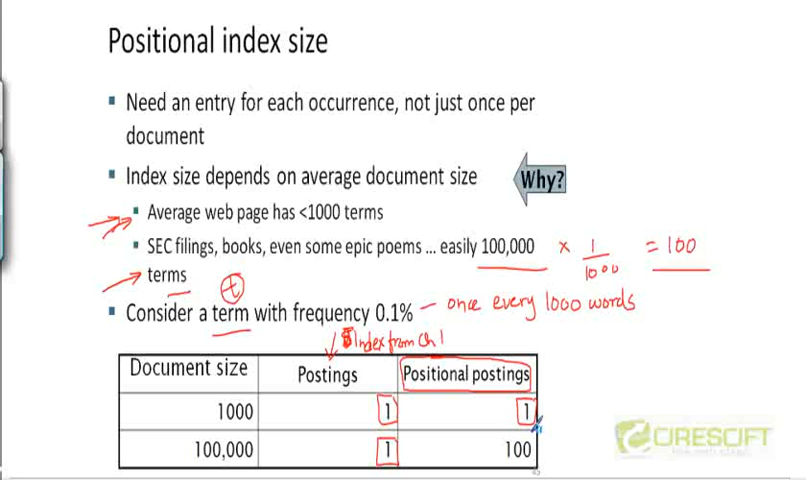 Positional index size
▪ Need an entry for each occurrence, not just once per
document
▪ Index size depends on average document size
Why?
▪ Average web page has <1000 terms
▪ SEC filings, books, even some epic poems … easily 100,000 × 1/1000 = 100
terms
t
▪ Consider a term with frequency 0.1% – once every 1000 words
Index from Ch 1
Document size Postings Positional postings
1000 1 1
100,000 1 100
CIRESCIFT